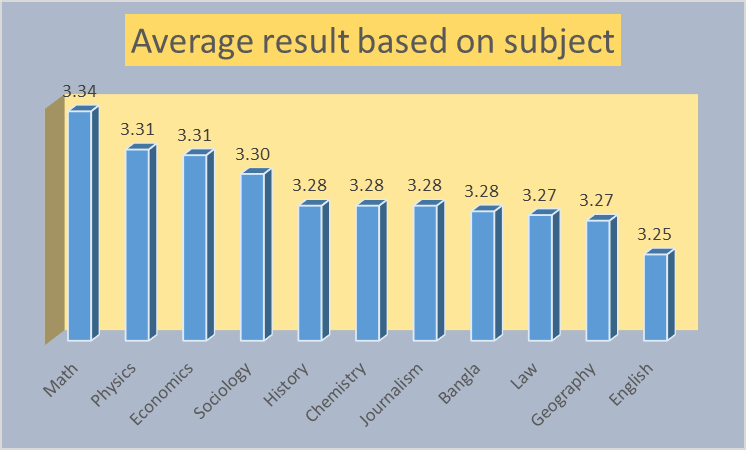 Average result based on subject
3.34
3.31
3.31
3.30
3.28
3.28
3.28
3.28
3.27
3.27
3.25
Math
Physics
Economics
Sociology
History
Chemistry
Journalism
Bangla
Law
Geography
English